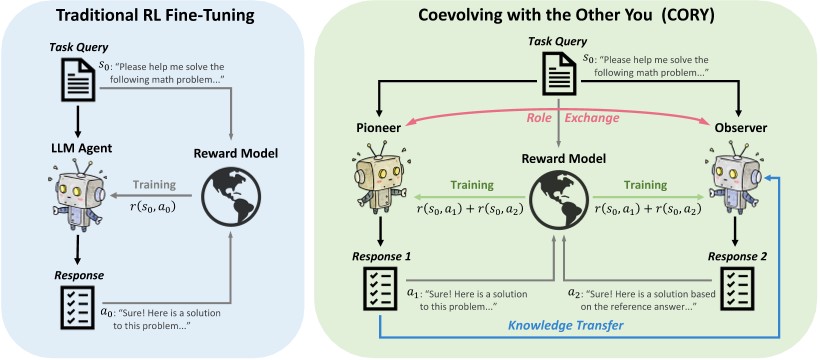 Traditional RL Fine-Tuning
Task Query
s₀: “Please help me solve the
following math problem...”
LLM Agent
Reward Model
Training
r(s₀, a₀)
Response
a₀: “Sure! Here is a solution
to this problem...”
Coevolving with the Other You (CORY)
Task Query
s₀: “Please help me solve the
following math problem...”
Role Exchange
Pioneer
Observer
Reward Model
Training
r(s₀, a₁) + r(s₀, a₂)
Training
r(s₀, a₁) + r(s₀, a₂)
Response 1
a₁: “Sure! Here is a solution
to this problem...”
Response 2
a₂: “Sure! Here is a solution based
on the reference answer...”
Knowledge Transfer